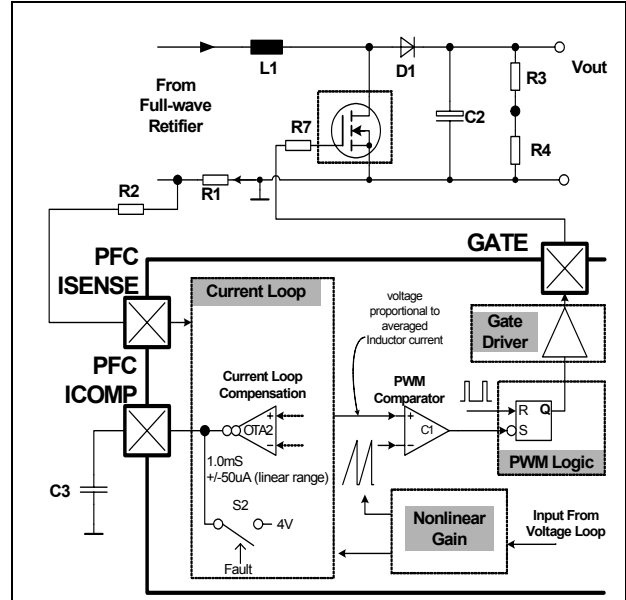 L1
D1
Vout
From
Full-wave
Retifier
R3
R7
C2
R4
R2
R1
GATE
PFC
ISENSE
Current Loop
voltage
proportional to
averaged
Inductor current
Gate
Driver
PFC
ICOMP
Current Loop
Compensation
PWM
Comparator
+
OTA2
-
+
C1
-
R
Q
S
PWM Logic
1.0mS
+/-50uA (linear range)
C3
S2
4V
Fault
Nonlinear
Gain
Input From
Voltage Loop